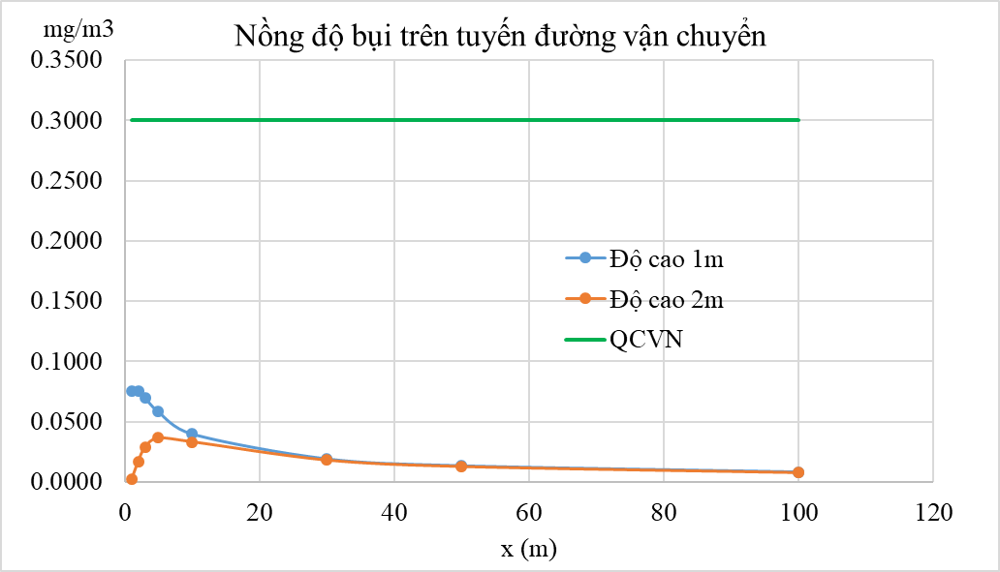 mg/m3
Nồng độ bụi trên tuyến đường vận chuyển
0.3500
0.3000
0.2500
0.2000
0.1500
0.1000
0.0500
0.0000
Độ cao 1m
Độ cao 2m
QCVN
0 20 40 60 80 100 120
x (m)